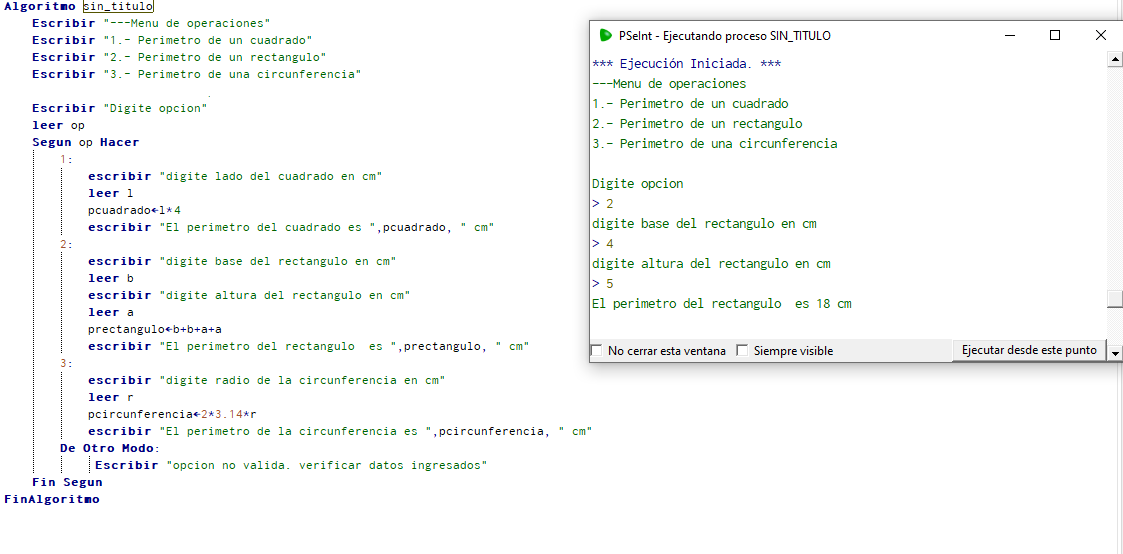 Algoritmo sin_titulo
Escribir "---Menu de operaciones"
Escribir "1.- Perimetro de un cuadrado"
Escribir "2.- Perimetro de un rectangulo"
Escribir "3.- Perimetro de una circunferencia"
Escribir "Digite opcion"
leer op
Segun op Hacer
1:
escribir "digite lado del cuadrado en cm"
leer l
pcuadrado←l*4
escribir "El perimetro del cuadrado es ",pcuadrado, " cm"
2:
escribir "digite base del rectangulo en cm"
leer b
escribir "digite altura del rectangulo en cm"
leer a
prectangulo←b+b+a+a
escribir "El perimetro del rectangulo  es ",prectangulo, " cm"
3:
escribir "digite radio de la circunferencia en cm"
leer r
pcircunferencia←2*3.14*r
escribir "El perimetro de la circunferencia es ",pcircunferencia, " cm"
De Otro Modo:
Escribir "opcion no valida. verificar datos ingresados"
Fin Segun
FinAlgoritmo
PSeInt - Ejecutando proceso SIN_TITULO
*** Ejecución Iniciada. ***
---Menu de operaciones
1.- Perimetro de un cuadrado
2.- Perimetro de un rectangulo
3.- Perimetro de una circunferencia
Digite opcion
> 2
digite base del rectangulo en cm
> 4
digite altura del rectangulo en cm
> 5
El perimetro del rectangulo  es 18 cm
No cerrar esta ventana Siempre visible Ejecutar desde este punto